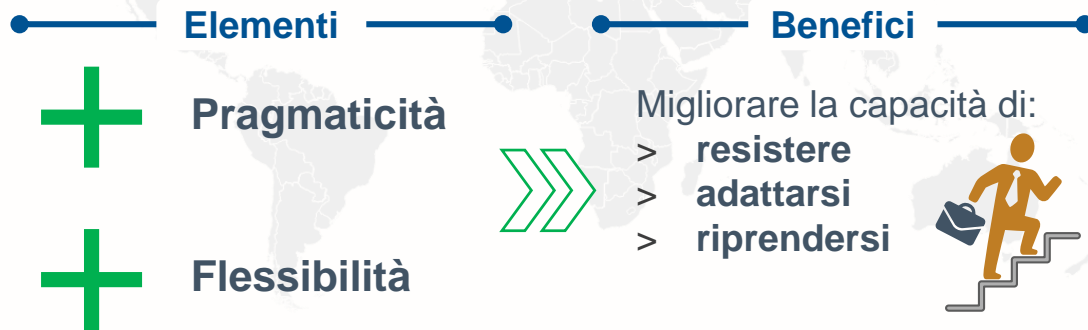 Elementi
Pragmaticità
Flessibilità
Benefici
Migliorare la capacità di:
> resistere
> adattarsi
> riprendersi